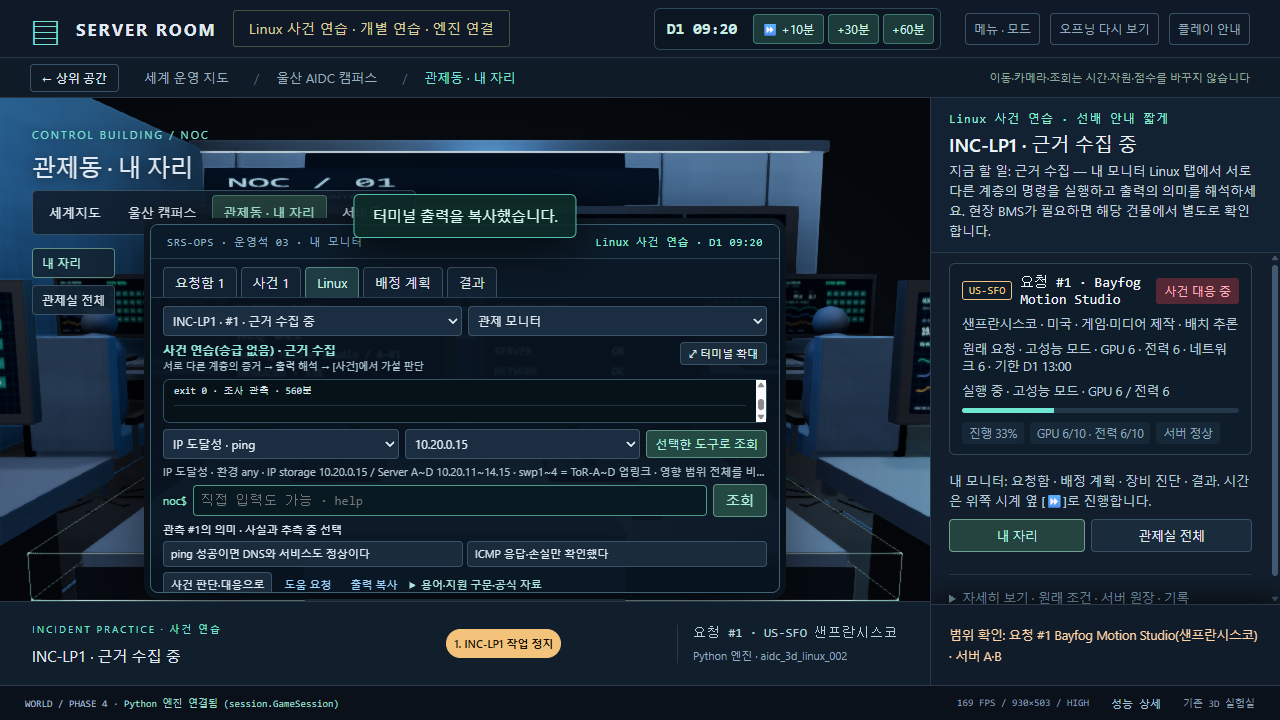 SERVER ROOM
Linux 사건 연습 · 개별 연습 · 엔진 연결
D1 09:20
⏩ +10분
+30분
+60분
메뉴 · 모드
오프닝 다시 보기
플레이 안내
← 상위 공간
세계 운영 지도 / 울산 AIDC 캠퍼스 / 관제동 · 내 자리
이동·카메라·조회는 시간·자원·점수를 바꾸지 않습니다
CONTROL BUILDING / NOC
관제동 · 내 자리
NOC / 01
세계지도
울산 캠퍼스
관제동 · 내 자리
터미널 출력을 복사했습니다.
내 자리
관제실 전체
SRS-OPS · 운영석 03 · 내 모니터
Linux 사건 연습 · D1 09:20
요청함 1
사건 1
Linux
배정 계획
결과
INC-LP1 · #1 · 근거 수집 중
관제 모니터
사건 연습(승급 없음) · 근거 수집
서로 다른 계층의 증거 → 출력 해석 → [사건]에서 가설 판단
⤢ 터미널 확대
exit 0 · 조사 관측 · 560분
IP 도달성 · ping
10.20.0.15
선택한 도구로 조회
IP 도달성 · 환경 any · IP storage 10.20.0.15 / Server A~D 10.20.11~14.15 · swp1~4 = ToR-A~D 업링크 · 영향 범위 전체를 비...
noc$
직접 입력도 가능 · help
조회
관측 #1의 의미 · 사실과 추측 중 선택
ping 성공이면 DNS와 서비스도 정상이다
ICMP 응답·손실만 확인했다
사건 판단·대응으로
도움 요청
출력 복사
▶ 용어·지원 구문·공식 자료
Linux 사건 연습 · 선배 안내 짧게
INC-LP1 · 근거 수집 중
지금 할 일: 근거 수집 — 내 모니터 Linux 탭에서 서로
다른 계층의 명령을 실행하고 출력의 의미를 해석하세
요. 현장 BMS가 필요하면 해당 건물에서 별도로 확인
합니다.
US-SFO
요청 #1 · Bayfog
Motion Studio
사건 대응 중
샌프란시스코 · 미국 · 게임·미디어 제작 · 배치 추론
원래 요청 · 고성능 모드 · GPU 6 · 전력 6 · 네트워
크 6 · 기한 D1 13:00
실행 중 · 고성능 모드 · GPU 6 / 전력 6
진행 33%
GPU 6/10 · 전력 6/10
서버 정상
내 모니터: 요청함 · 배정 계획 · 장비 진단 · 결과. 시간
은 위쪽 시계 옆 [⏩]로 진행합니다.
내 자리
관제실 전체
▶ 자세히 보기 · 원래 조건 · 서버 원장 · 기록
INCIDENT PRACTICE · 사건 연습
INC-LP1 · 근거 수집 중
1. INC-LP1 작업 정지
요청 #1 · US-SFO 샌프란시스코
Python 엔진 · aidc_3d_linux_002
범위 확인: 요청 #1 Bayfog Motion Studio(샌프란시스코)
· 서버 A·B
WORLD / PHASE 4 · Python 엔진 연결됨 (session.GameSession)
169 FPS / 930×503 / HIGH
성능 상세
기존 3D 실험실